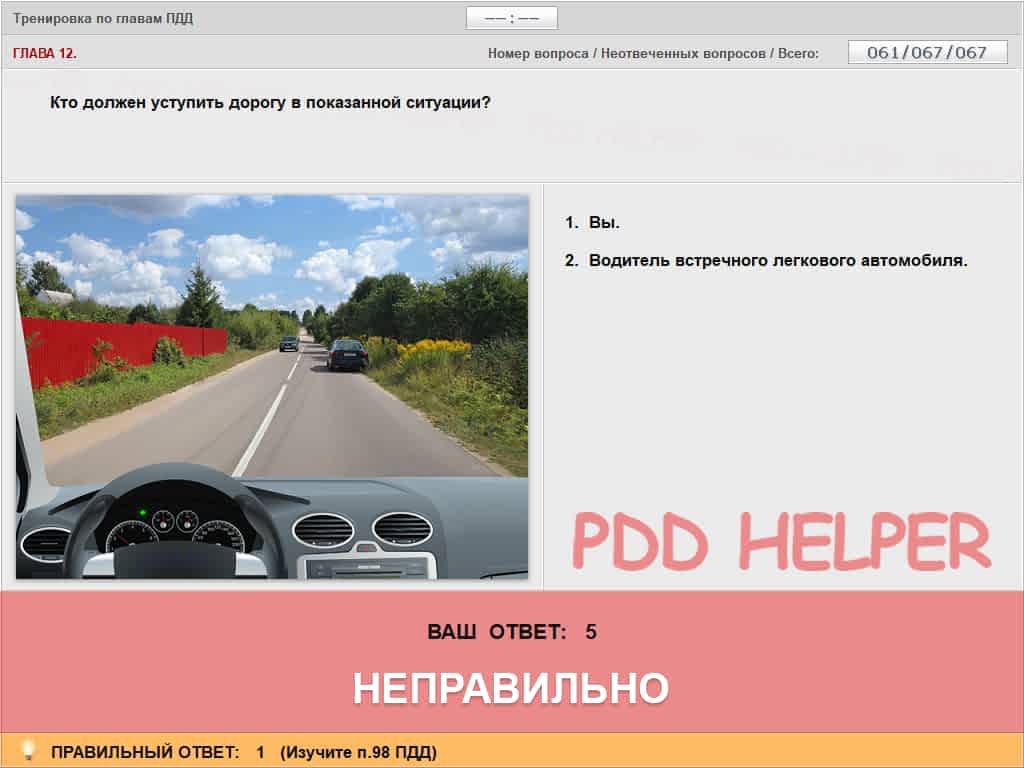 Тренировка по главам ПДД
—— : ——
ГЛАВА 12.
Номер вопроса / Неотвеченных вопросов / Всего: 061/067/067
Кто должен уступить дорогу в показанной ситуации?
1. Вы.
2. Водитель встречного легкового автомобиля.
PDD HELPER
ВАШ ОТВЕТ: 5
НЕПРАВИЛЬНО
ПРАВИЛЬНЫЙ ОТВЕТ: 1 (Изучите п.98 ПДД)